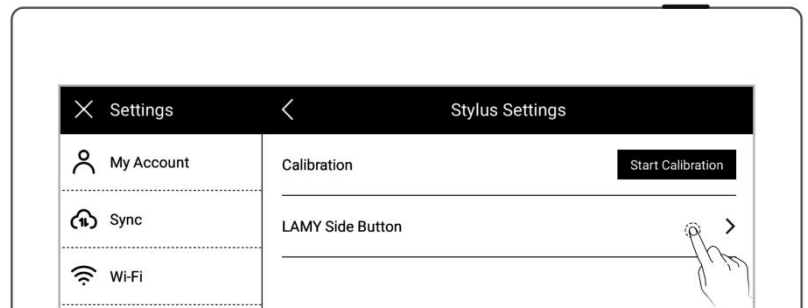 Settings
Stylus Settings
My Account
Calibration
Start Calibration
Sync
LAMY Side Button
Wi-Fi